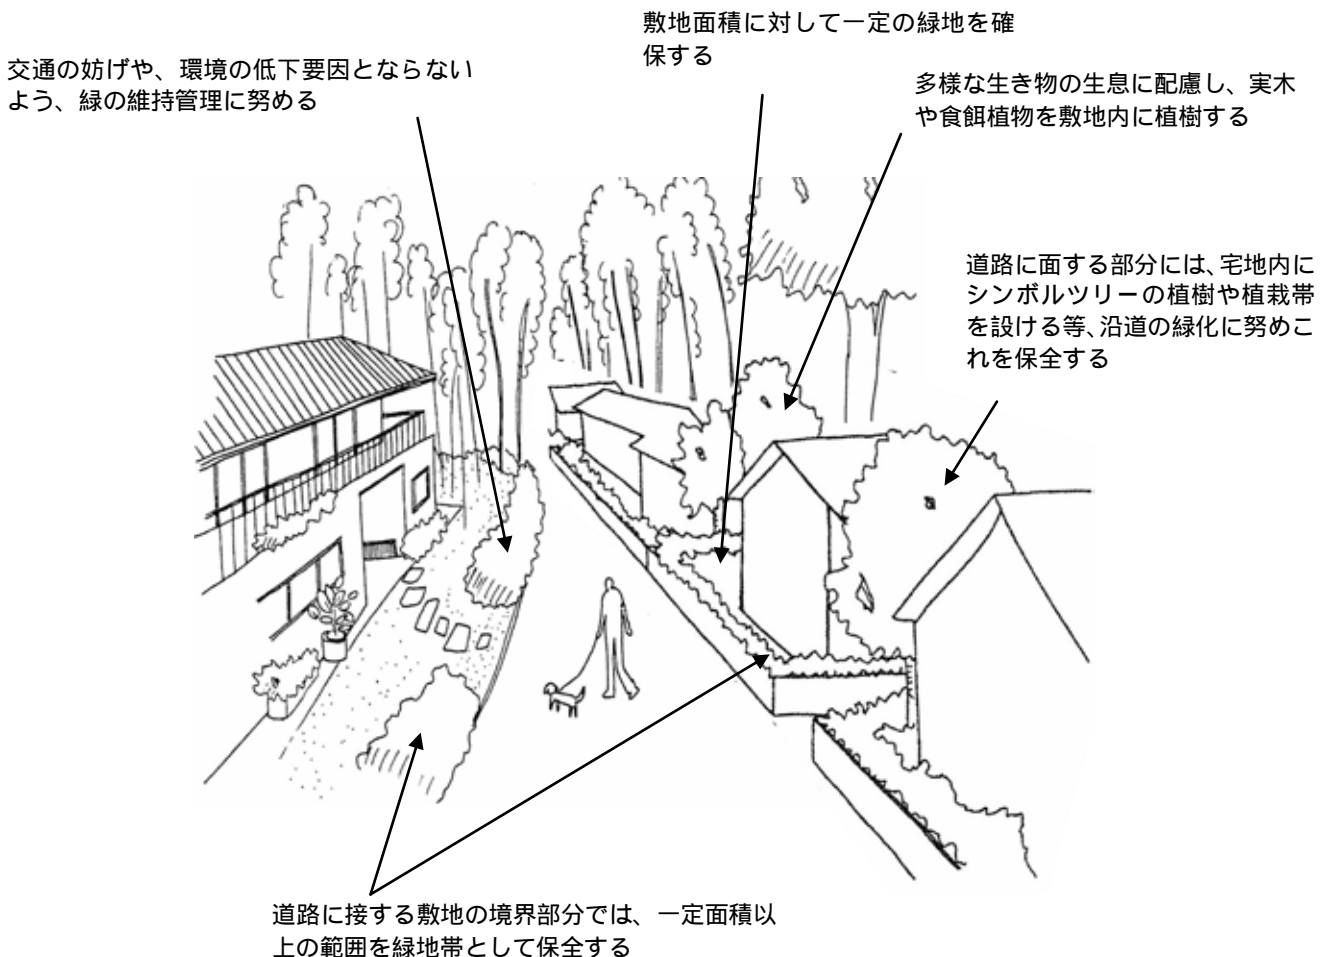 敷地面積に対して一定の緑地を確
保する
交通の妨げや、環境の低下要因とならない
よう、緑の維持管理に努める
多様な生き物の生息に配慮し、実木
や食餌植物を敷地内に植樹する
道路に面する部分には、宅地内に
シンボルツリーの植樹や植栽帯
を設ける等、沿道の緑化に努めこ
れを保全する
道路に接する敷地の境界部分では、一定面積以
上の範囲を緑地帯として保全する